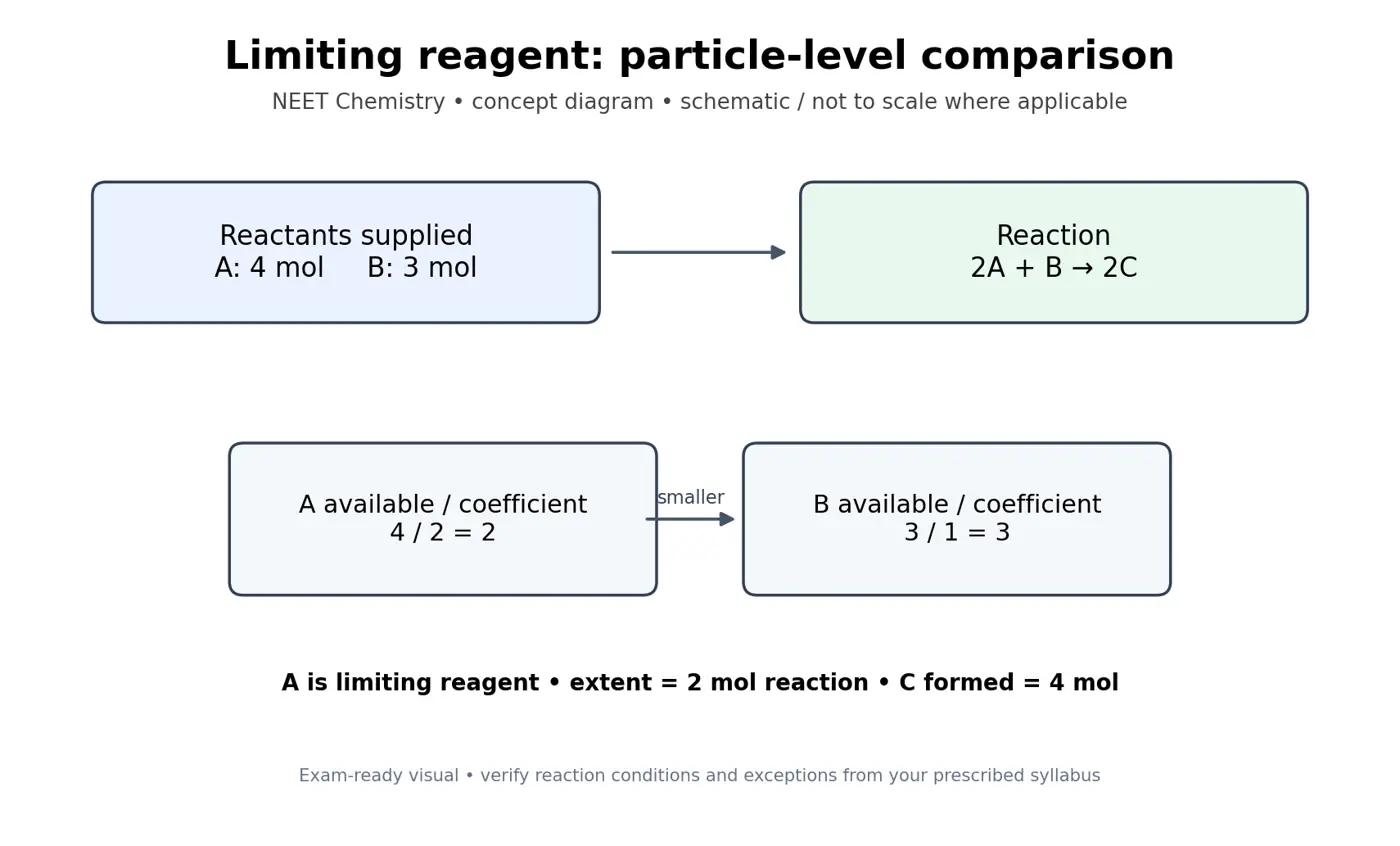 Limiting reagent: particle-level comparison
NEET Chemistry • concept diagram • schematic / not to scale where applicable
Reactants supplied
A: 4 mol     B: 3 mol
Reaction
2A + B → 2C
A available / coefficient
4 / 2 = 2
smaller
B available / coefficient
3 / 1 = 3
A is limiting reagent • extent = 2 mol reaction • C formed = 4 mol
Exam-ready visual • verify reaction conditions and exceptions from your prescribed syllabus